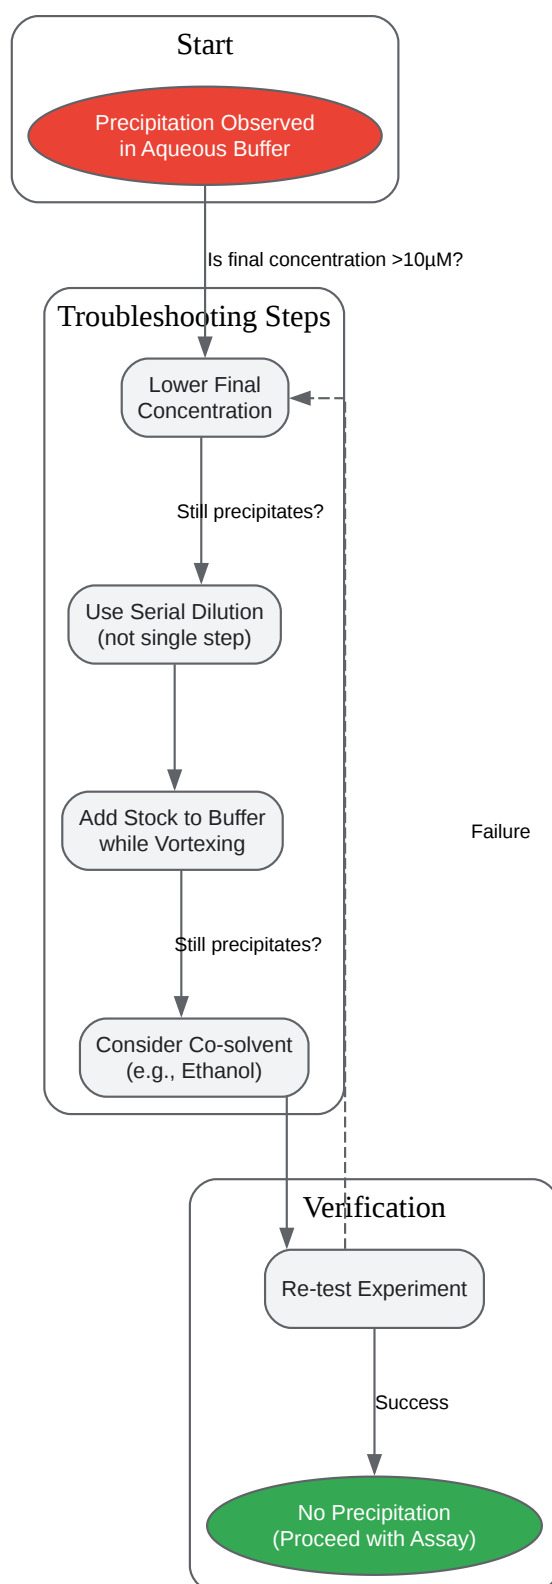 Start
Precipitation Observed
in Aqueous Buffer
Is final concentration >10µM?
Troubleshooting Steps
Lower Final
Concentration
Still precipitates?
Use Serial Dilution
(not single step)
Add Stock to Buffer
while Vortexing
Failure
Still precipitates?
Consider Co-solvent
(e.g., Ethanol)
Verification
Re-test Experiment
Success
No Precipitation
(Proceed with Assay)